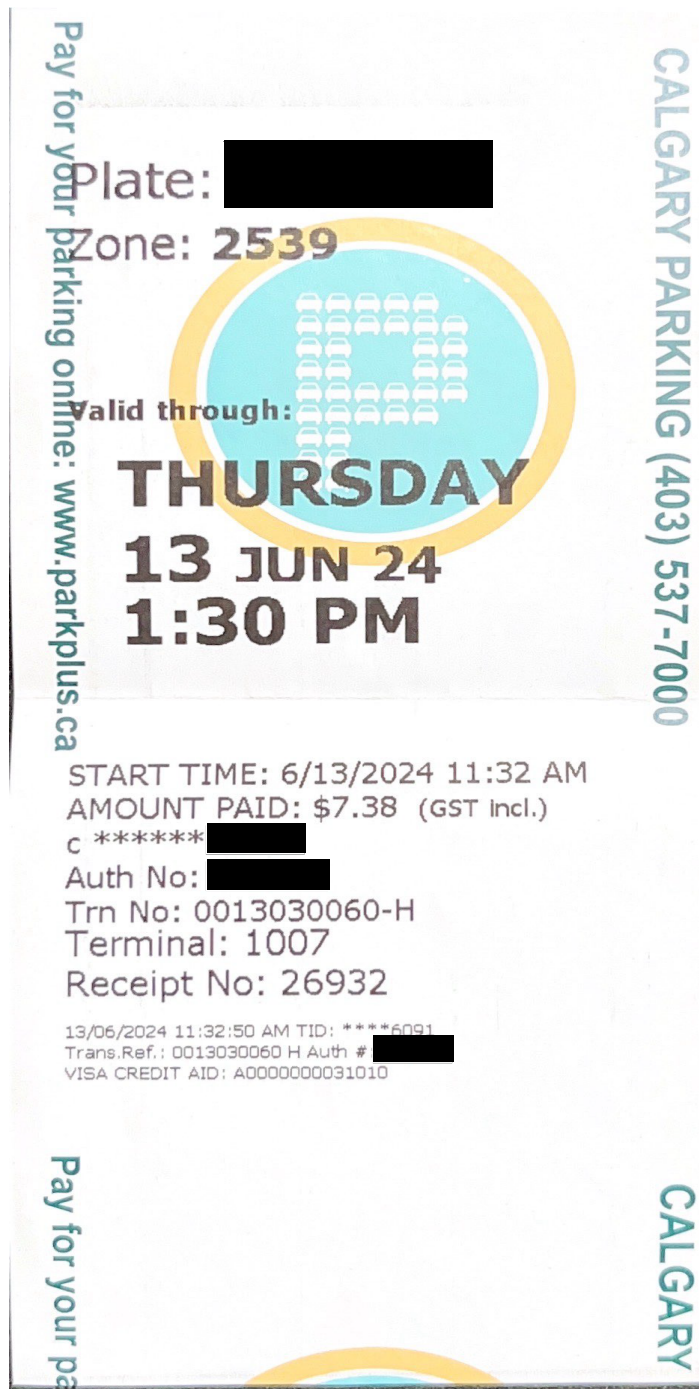 Plate:
Zone: 2539
Valid through:
THURSDAY
13 JUN 24
1:30 PM
START TIME: 6/13/2024 11:32 AM
AMOUNT PAID: $7.38 (GST incl.)
c ******
Auth No:
Trn No: 0013030060-H
Terminal: 1007
Receipt No: 26932
13/06/2024 11:32:50 AM TID: ****6091
Trans.Ref.: 0013030060 H Auth #:
VISA CREDIT AID: A0000000031010
Pay for your parking online: www.parkplus.ca
CALGARY PARKING (403) 537-7000
Pay for your pa
CALGARY